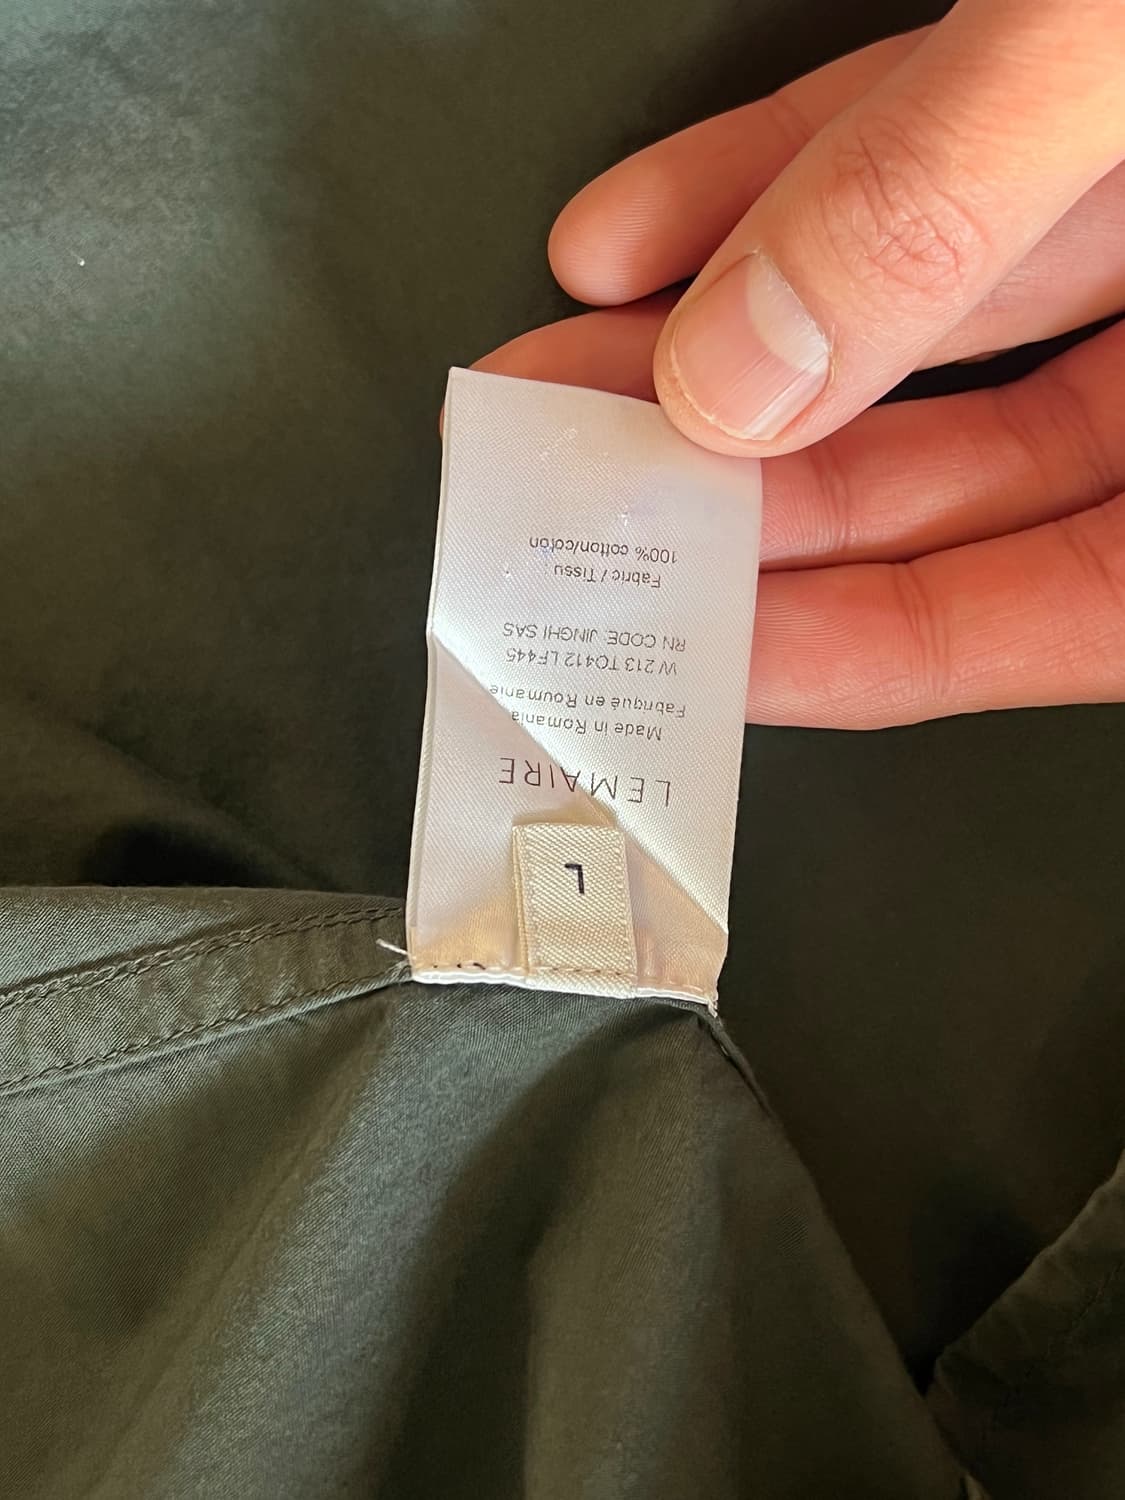 L
LEMAIRE
Made in Romania
Fabriqué en Roumanie
W 213 TO412 LF445
RN CODE: JINGHI SAS
Fabric / Tissu :
100% cotton/coton